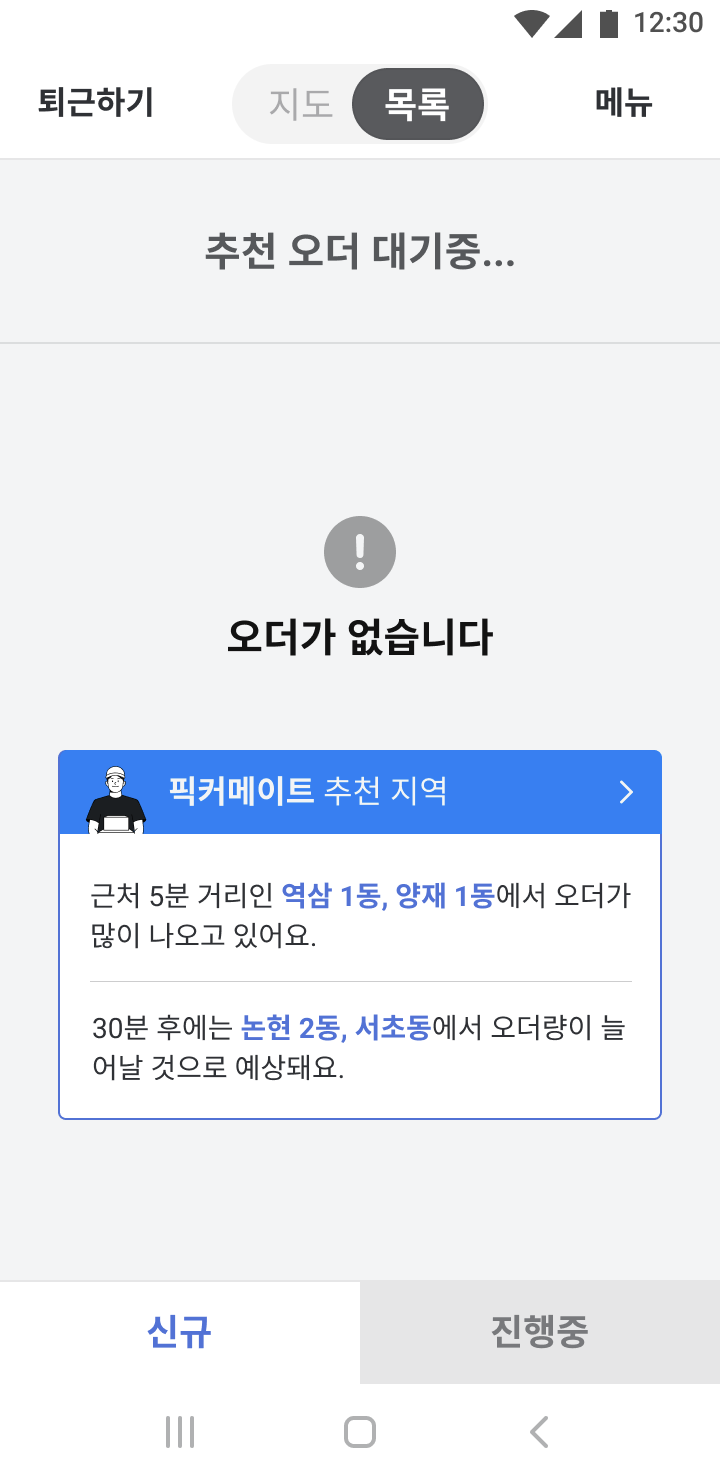 12:30
퇴근하기
지도
목록
메뉴
추천 오더 대기중...
오더가 없습니다
픽커메이트 추천 지역
근처 5분 거리인 역삼 1동, 양재 1동에서 오더가
많이 나오고 있어요.
30분 후에는 논현 2동, 서초동에서 오더량이 늘
어날 것으로 예상돼요.
신규
진행중